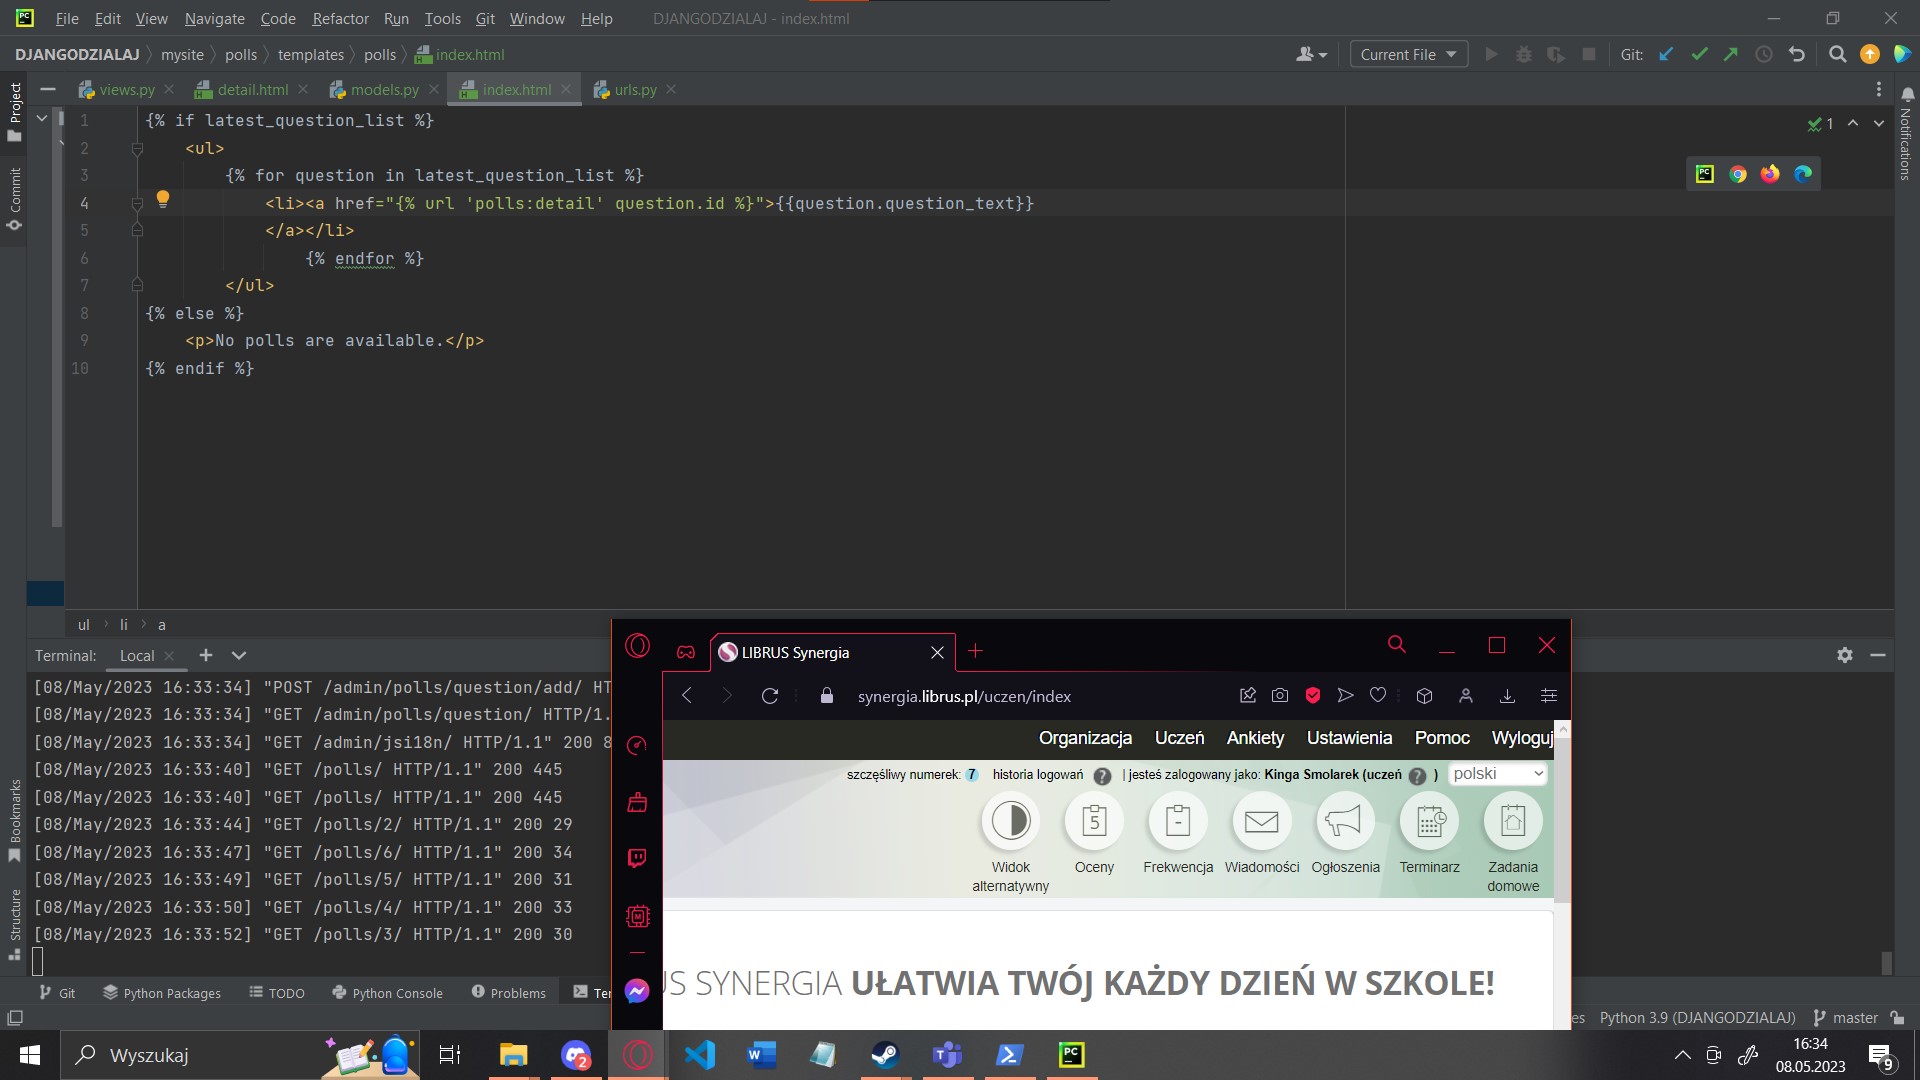 File Edit View Navigate Code Refactor Run Tools Git Window Help DJANGODZIALAJ - index.html
DJANGODZIALAJ mysite polls templates polls index.html Current File Git:
Project views.py detail.html models.py index.html urls.py
Notifications
Commit
1 {% if latest_question_list %} 1
2 <ul>
3 {% for question in latest_question_list %}
4 <li><a href="{% url 'polls:detail' question.id %}">{{question.question_text}}
5 </a></li>
6 {% endfor %}
7 </ul>
8 {% else %}
9 <p>No polls are available.</p>
10 {% endif %}
ul li a
Terminal: Local
[08/May/2023 16:33:34] "POST /admin/polls/question/add/ HT
[08/May/2023 16:33:34] "GET /admin/polls/question/ HTTP/1.
[08/May/2023 16:33:34] "GET /admin/jsi18n/ HTTP/1.1" 200 8
[08/May/2023 16:33:40] "GET /polls/ HTTP/1.1" 200 445
[08/May/2023 16:33:40] "GET /polls/ HTTP/1.1" 200 445
[08/May/2023 16:33:44] "GET /polls/2/ HTTP/1.1" 200 29
[08/May/2023 16:33:47] "GET /polls/6/ HTTP/1.1" 200 34
[08/May/2023 16:33:49] "GET /polls/5/ HTTP/1.1" 200 31
[08/May/2023 16:33:50] "GET /polls/4/ HTTP/1.1" 200 33
[08/May/2023 16:33:52] "GET /polls/3/ HTTP/1.1" 200 30
Bookmarks
Structure
LIBRUS Synergia
synergia.librus.pl/uczen/index
Organizacja Uczeń Ankiety Ustawienia Pomoc Wyloguj
szczęśliwy numerek: 7 historia logowań ? | jesteś zalogowany jako: Kinga Smolarek (uczeń ? ) polski
5
Widok alternatywny Oceny Frekwencja Wiadomości Ogłoszenia Terminarz Zadania domowe
US SYNERGIA UŁATWIA TWÓJ KAŻDY DZIEŃ W SZKOLE!
Git Python Packages TODO Python Console Problems Ter
es Python 3.9 (DJANGODZIALAJ) master
Wyszukaj 2 16:34
08.05.2023 9